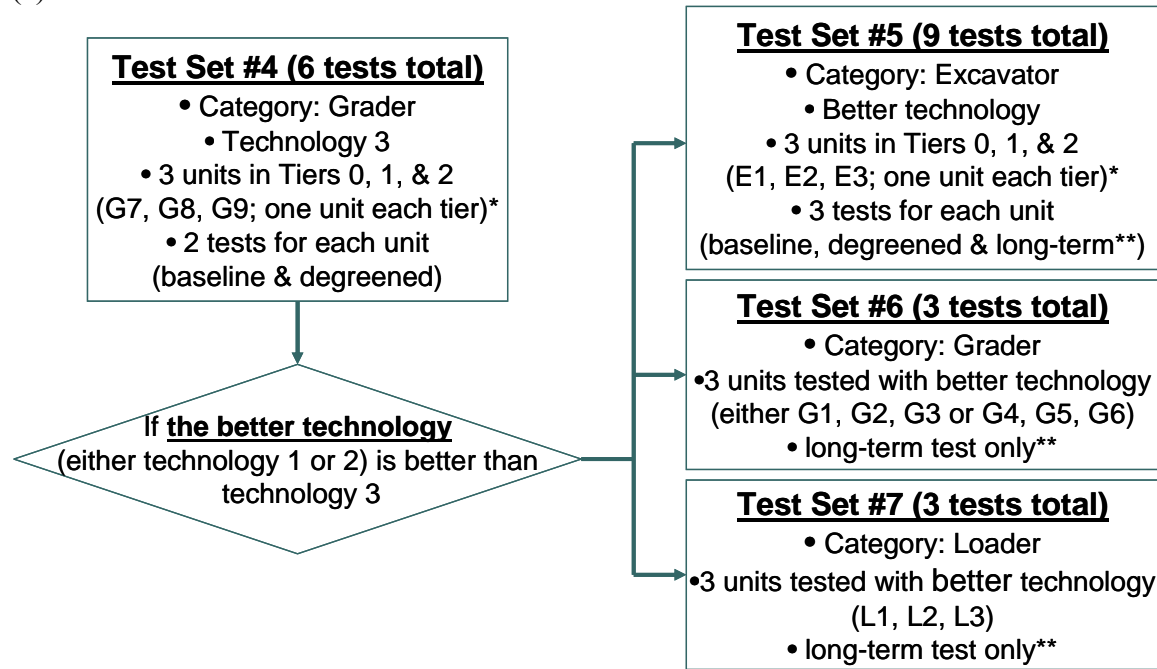 Test Set #4 (6 tests total)
• Category: Grader
• Technology 3
• 3 units in Tiers 0, 1, & 2
(G7, G8, G9; one unit each tier)*
• 2 tests for each unit
(baseline & degreened)
If the better technology
(either technology 1 or 2) is better than
technology 3
Test Set #5 (9 tests total)
• Category: Excavator
• Better technology
• 3 units in Tiers 0, 1, & 2
(E1, E2, E3; one unit each tier)*
• 3 tests for each unit
(baseline, degreened & long-term**)
Test Set #6 (3 tests total)
• Category: Grader
•3 units tested with better technology
(either G1, G2, G3 or G4, G5, G6)
• long-term test only**
Test Set #7 (3 tests total)
• Category: Loader
•3 units tested with better technology
(L1, L2, L3)
• long-term test only**